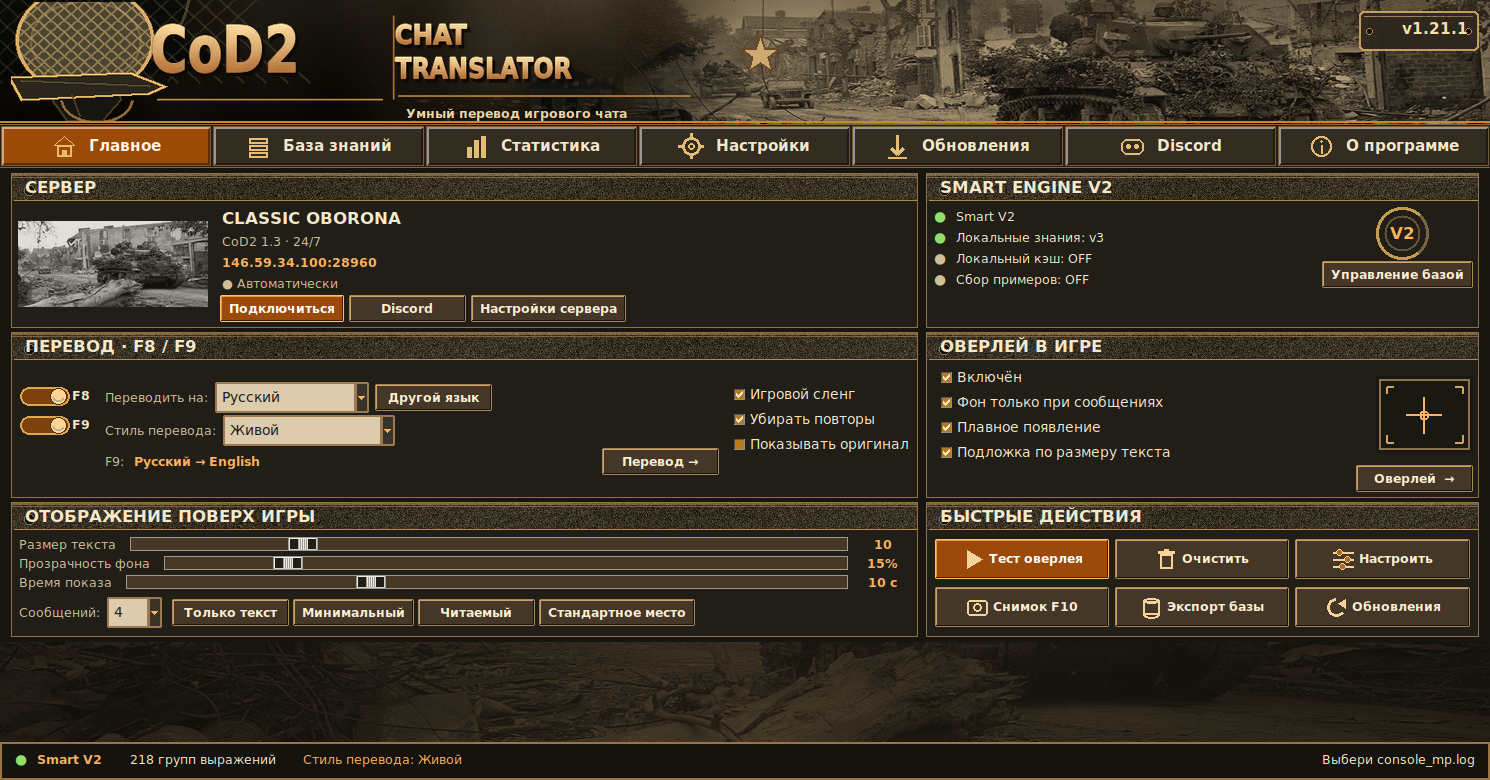 CoD2
CHAT
TRANSLATOR
Умный перевод игрового чата
v1.21.1
Главное
База знаний
Статистика
Настройки
Обновления
Discord
О программе
СЕРВЕР
CLASSIC OBORONA
CoD2 1.3 · 24/7
146.59.34.100:28960
Автоматически
Подключиться
Discord
Настройки сервера
SMART ENGINE V2
Smart V2
Локальные знания: v3
Локальный кэш: OFF
Сбор примеров: OFF
V2
Управление базой
ПЕРЕВОД · F8 / F9
F8
Переводить на:
Русский
Другой язык
F9
Стиль перевода:
Живой
F9: Русский → English
Перевод →
Игровой сленг
Убирать повторы
Показывать оригинал
ОВЕРЛЕЙ В ИГРЕ
Включён
Фон только при сообщениях
Плавное появление
Подложка по размеру текста
Оверлей →
ОТОБРАЖЕНИЕ ПОВЕРХ ИГРЫ
Размер текста 10
Прозрачность фона 15%
Время показа 10 с
Сообщений: 4
Только текст
Минимальный
Читаемый
Стандартное место
БЫСТРЫЕ ДЕЙСТВИЯ
Тест оверлея
Очистить
Настроить
Снимок F10
Экспорт базы
Обновления
Smart V2
218 групп выражений
Стиль перевода: Живой
Выбери console_mp.log